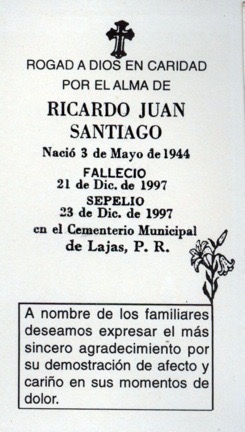 ROGAD A DIOS EN CARIDAD
POR EL ALMA DE
RICARDO JUAN
SANTIAGO
Nació 3 de Mayo de 1944
FALLECIO
21 de Dic. de 1997
SEPELIO
23 de Dic. de 1997
en el Cementerio Municipal
de Lajas, P. R.
A nombre de los familiares
deseamos expresar el más
sincero agradecimiento por
su demostración de afecto y
cariño en sus momentos de
dolor.